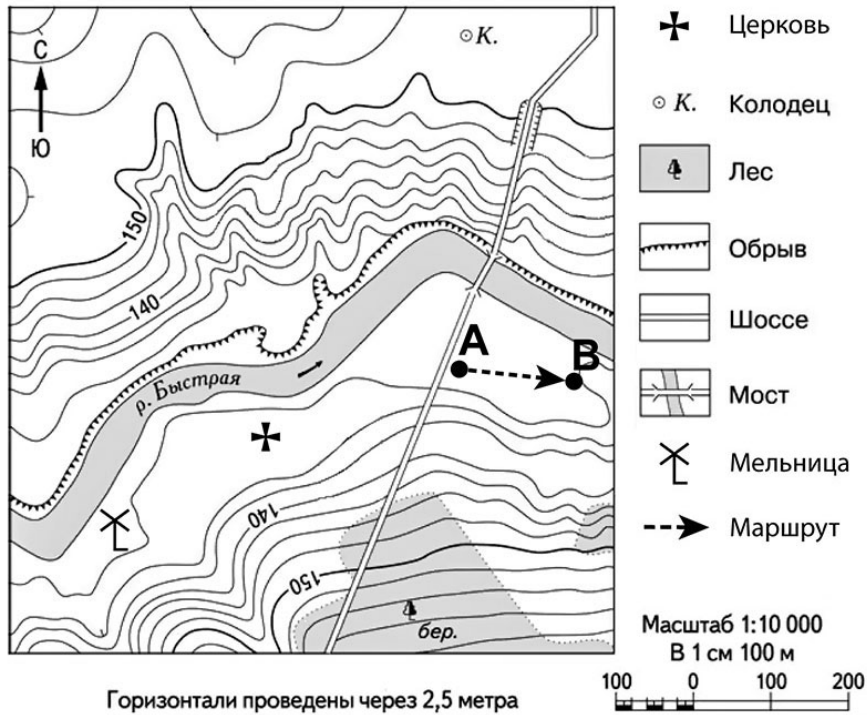 С
Ю
К.
150
140
р. Быстрая
А
В
140
150
бер.
Церковь
К. Колодец
Лес
Обрыв
Шоссе
Мост
Мельница
Маршрут
Масштаб 1:10 000
В 1 см 100 м
100 0 100 200
Горизонтали проведены через 2,5 метра